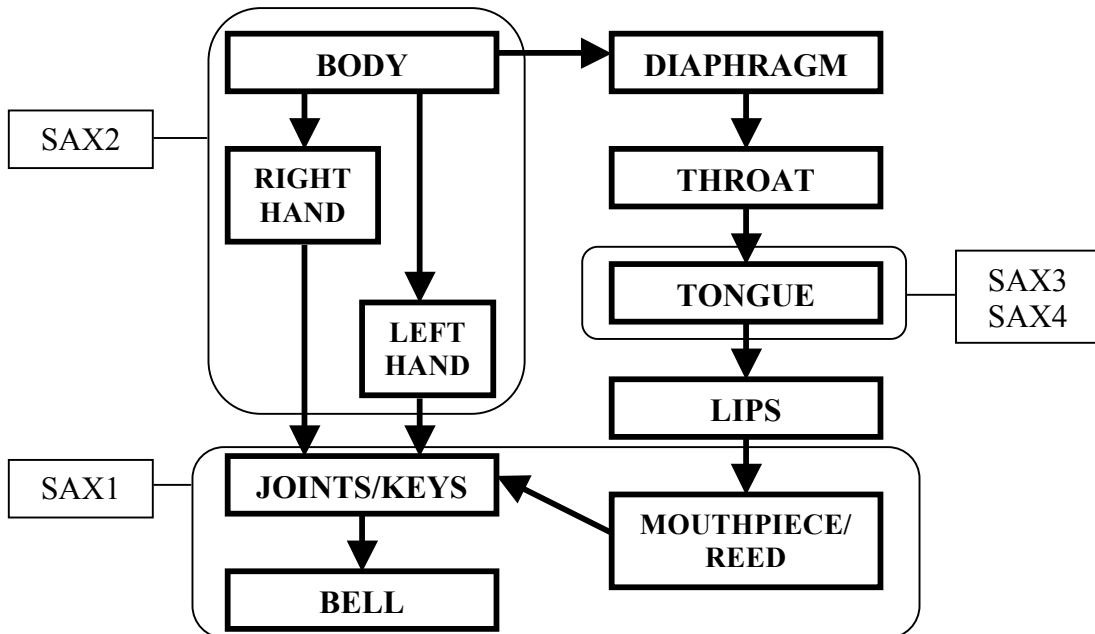 BODY
DIAPHRAGM
SAX2
RIGHT
HAND
THROAT
TONGUE
SAX3
SAX4
LEFT
HAND
LIPS
SAX1
JOINTS/KEYS
MOUTHPIECE/
REED
BELL